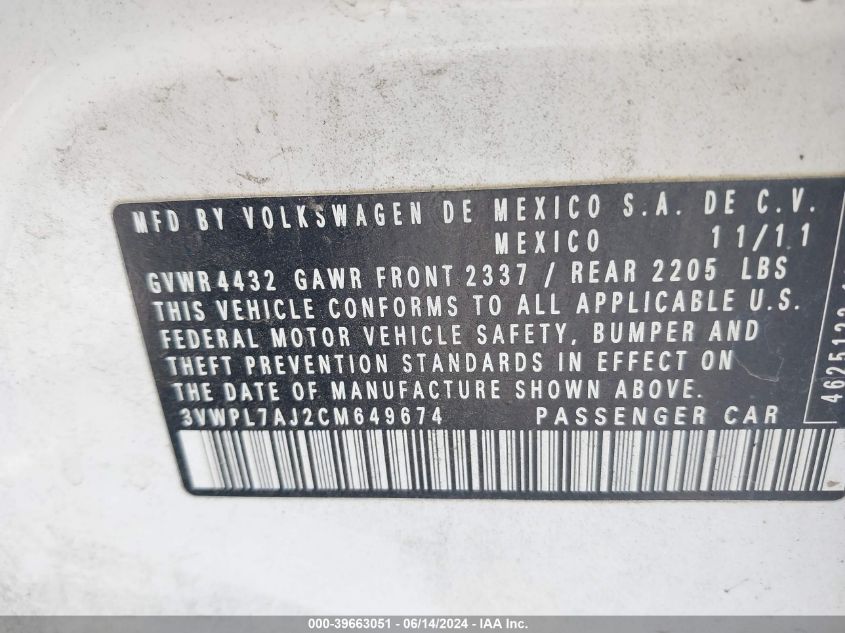 MFD BY VOLKSWAGEN DE MEXICO S.A. DE C.V.
MEXICO 11/11
GVWR 4432 GAWR FRONT 2337 / REAR 2205 LBS
THIS VEHICLE CONFORMS TO ALL APPLICABLE U.S.
FEDERAL MOTOR VEHICLE SAFETY, BUMPER AND
THEFT PREVENTION STANDARDS IN EFFECT ON
THE DATE OF MANUFACTURE SHOWN ABOVE.
3VWPL7AJ2CM649674 PASSENGER CAR
000-39663051 - 06/14/2024 - IAA Inc.